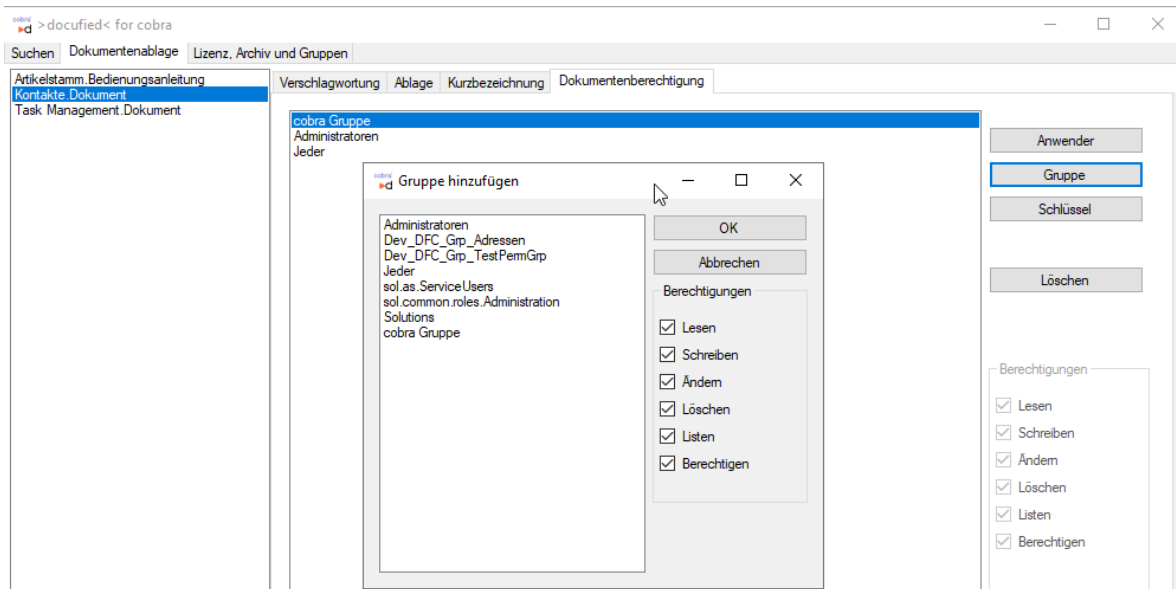 cobra >docufied< for cobra
Suchen Dokumentenablage Lizenz, Archiv und Gruppen
Artikelstamm.Bedienungsanleitung
Kontakte.Dokument
Task Management.Dokument
Verschlagwortung Ablage Kurzbezeichnung Dokumentenberechtigung
cobra Gruppe
Administratoren
Jeder
Anwender
Gruppe
Schlüssel
Löschen
Berechtigungen
Lesen
Schreiben
Ändern
Löschen
Listen
Berechtigen
cobra Gruppe hinzufügen
Administratoren
Dev_DFC_Grp_Adressen
Dev_DFC_Grp_TestPermGrp
Jeder
sol.as.ServiceUsers
sol.common.roles.Administration
Solutions
cobra Gruppe
OK
Abbrechen
Berechtigungen
Lesen
Schreiben
Ändern
Löschen
Listen
Berechtigen